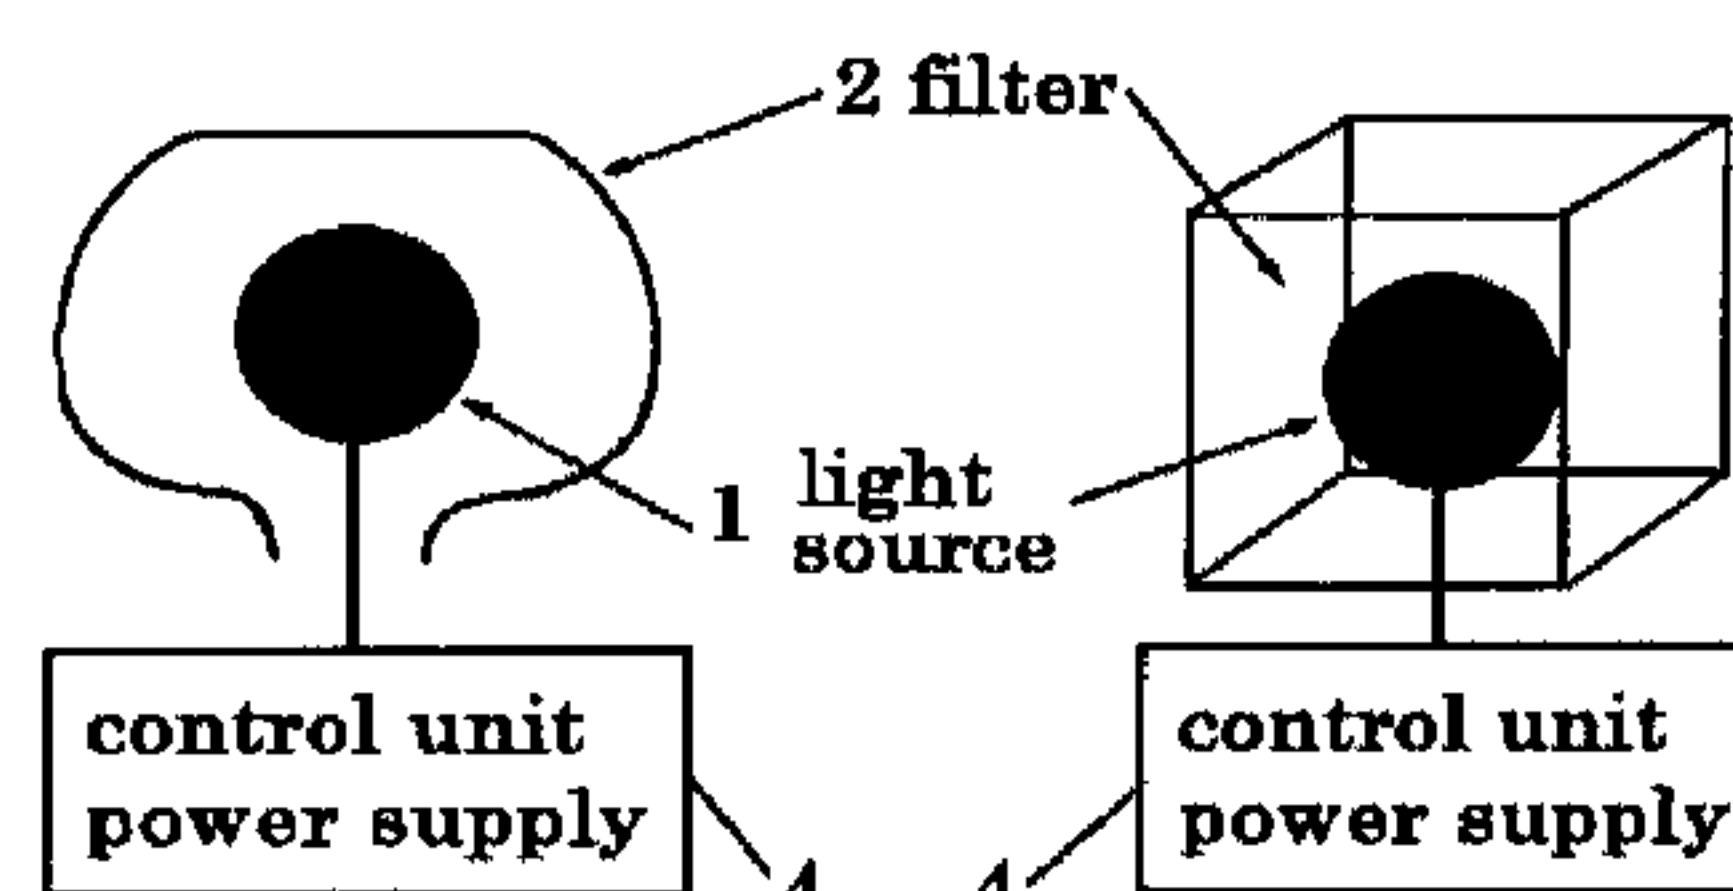 2 filter
1 light
source
control unit
power supply
control unit
power supply